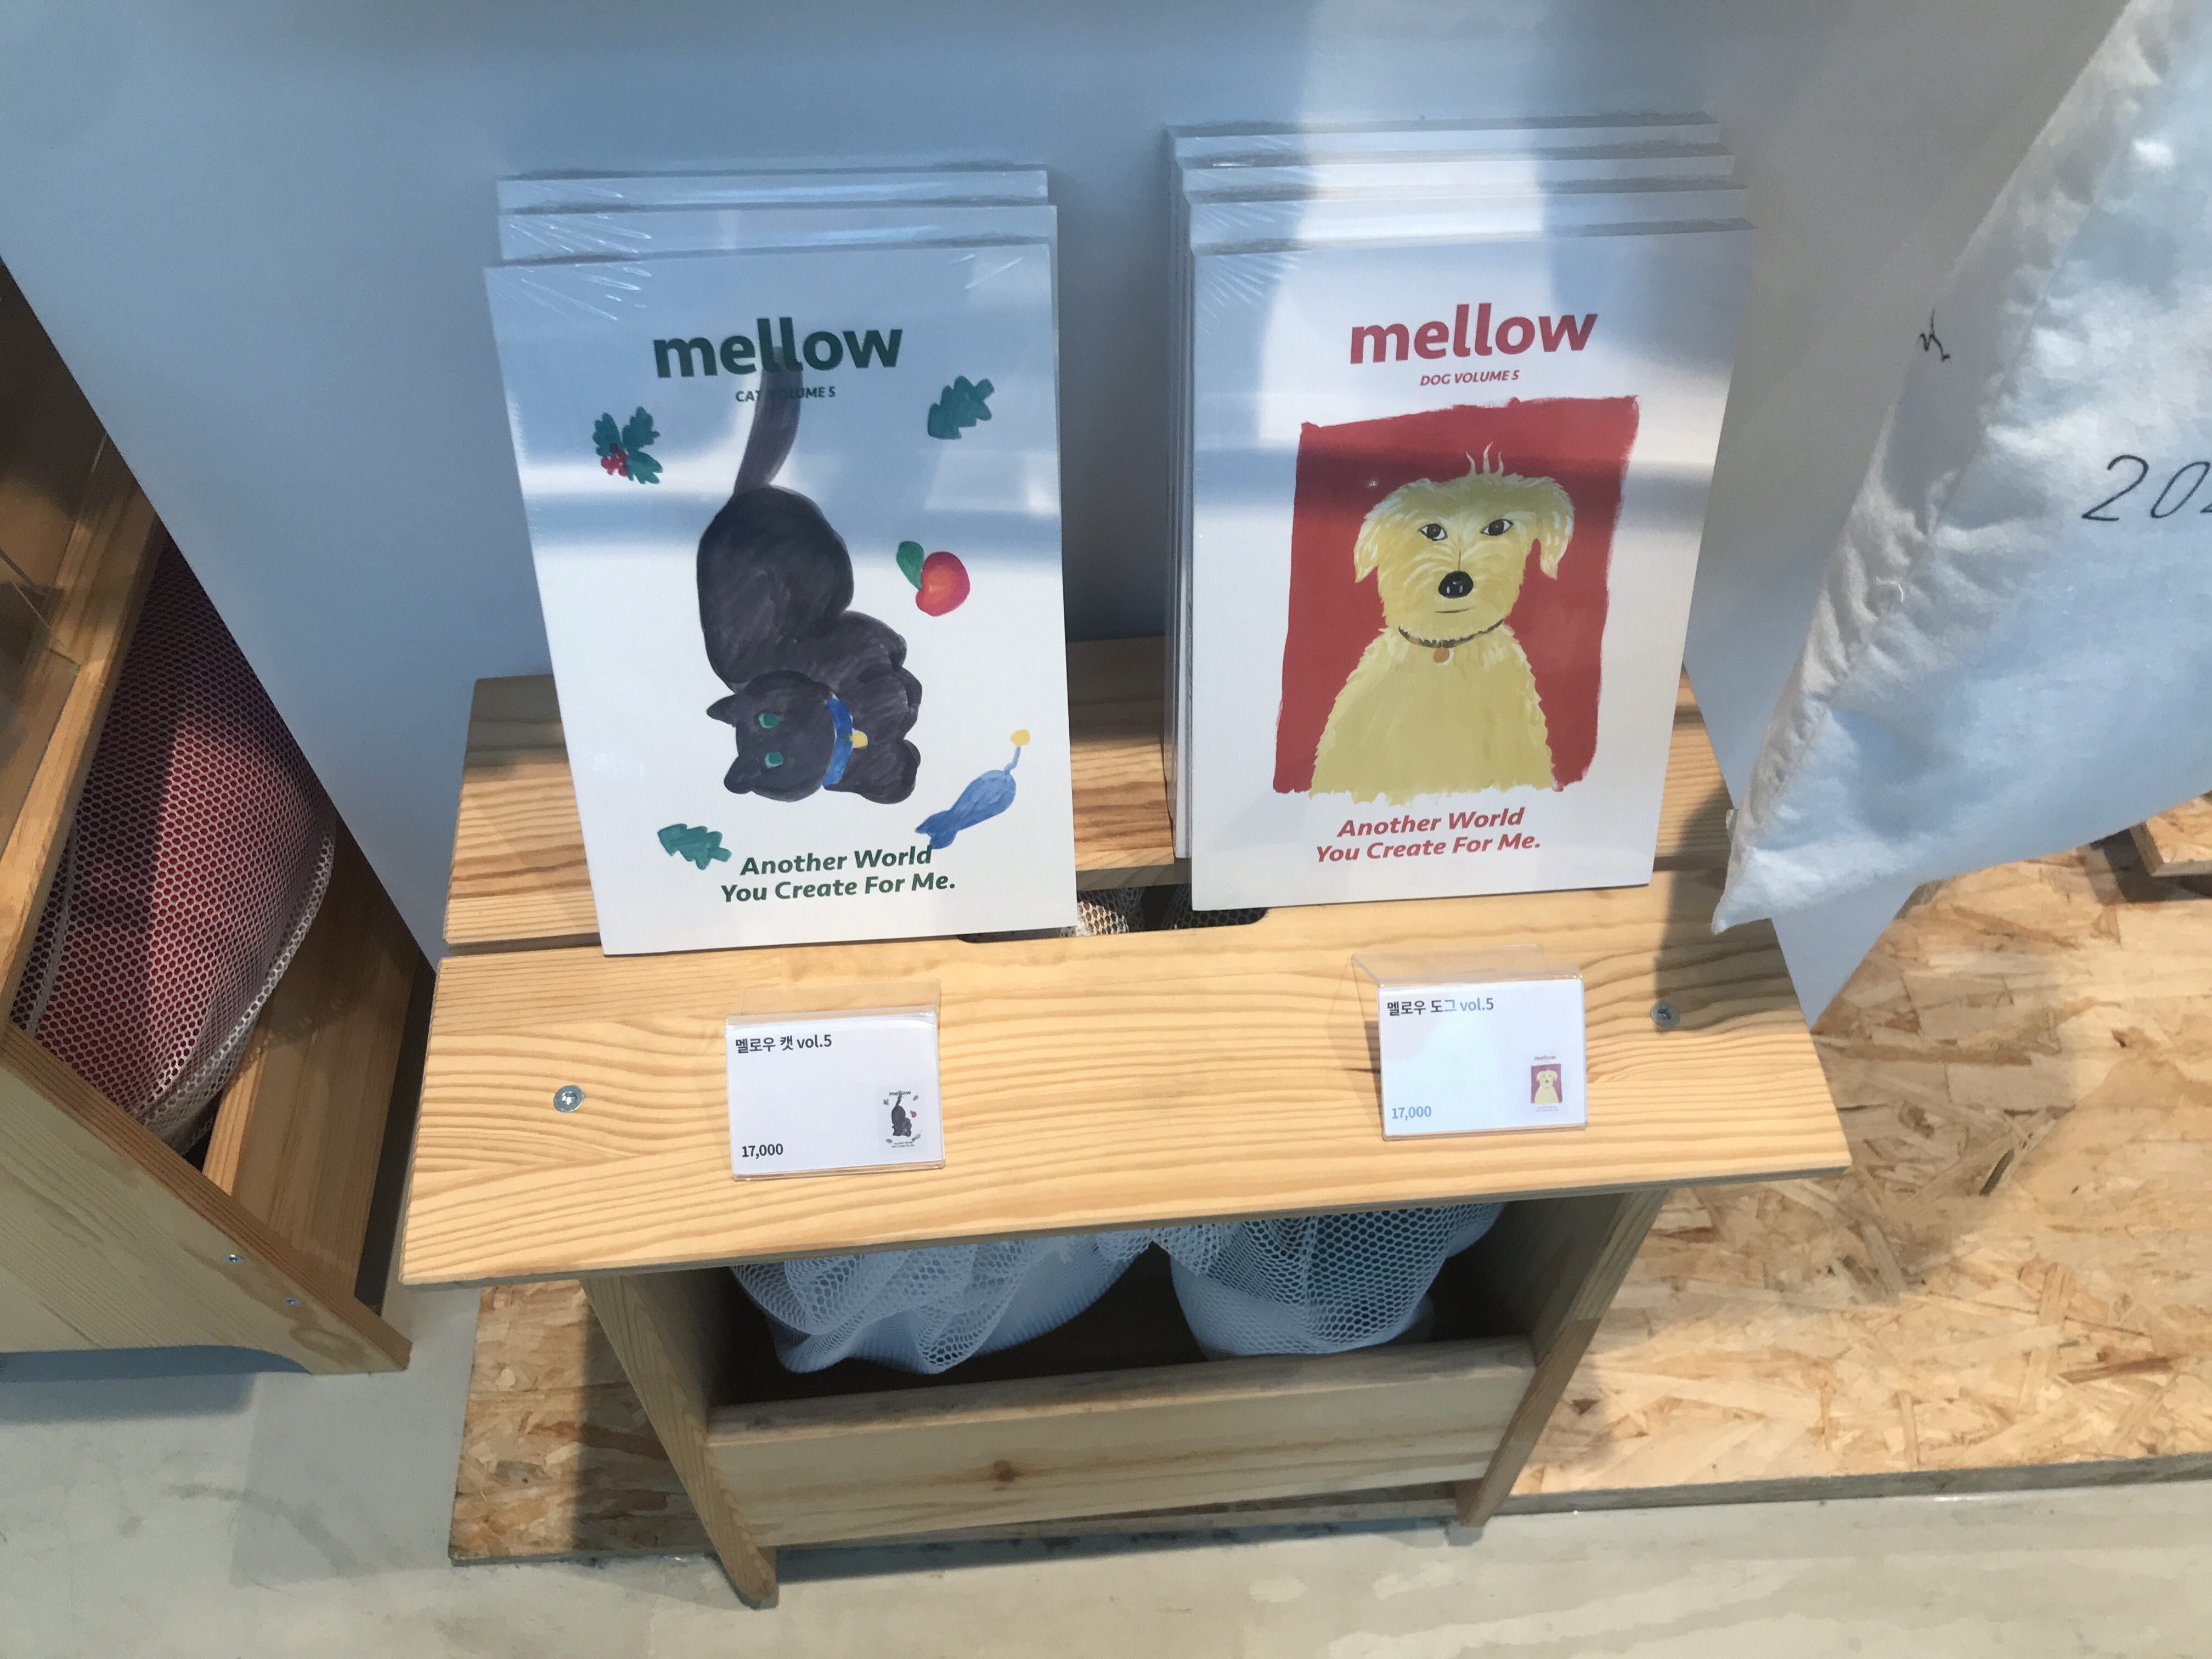 mellow
CAT VOLUME 5
Another World
You Create For Me.
mellow
DOG VOLUME 5
Another World
You Create For Me.
멜로우 캣 vol.5
17,000
멜로우 도그 vol.5
17,000